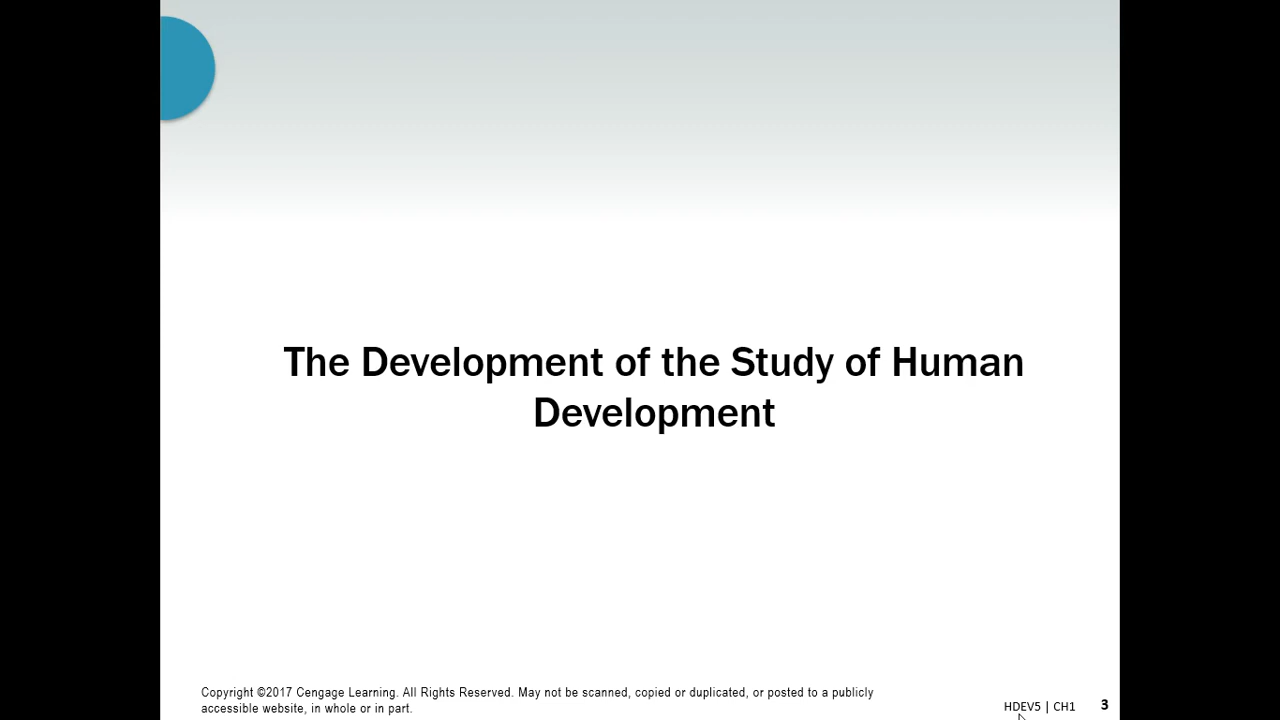 The Development of the Study of Human
Development
Copyright ©2017 Cengage Learning. All Rights Reserved. May not be scanned, copied or duplicated, or posted to a publicly
accessible website, in whole or in part.
HDEV5 | CH1
3